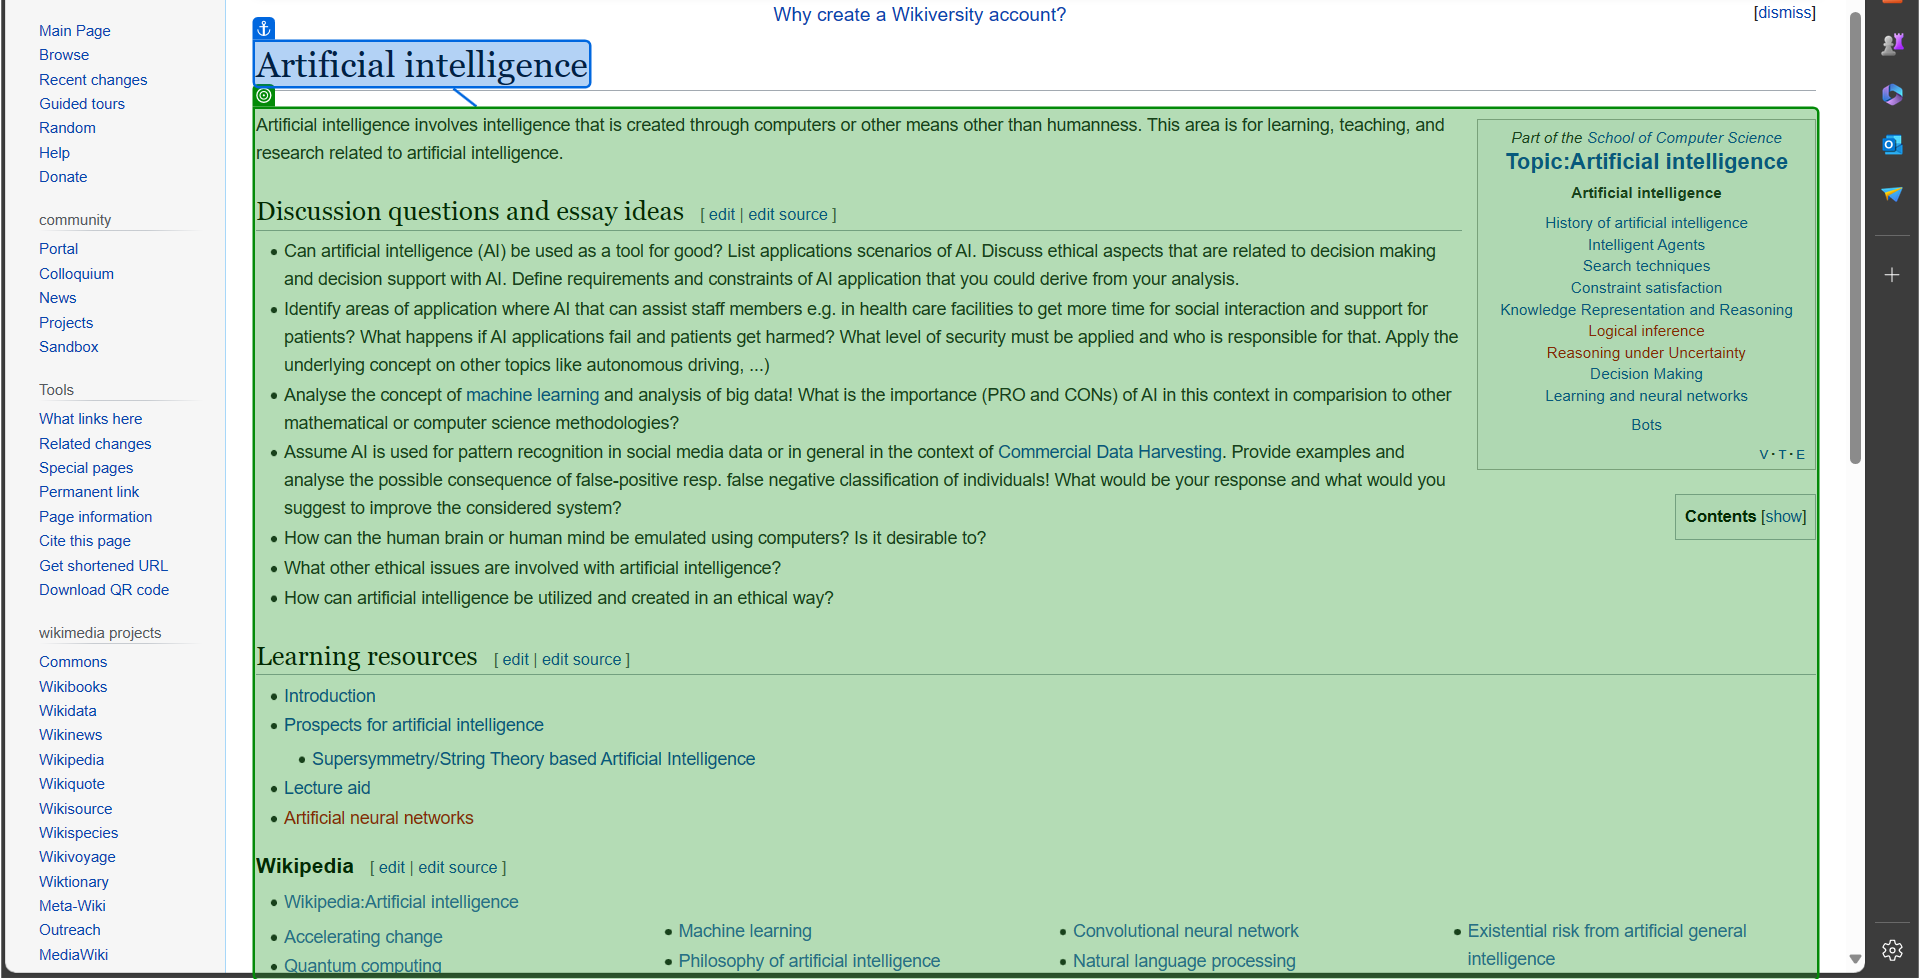 Main Page
Browse
Recent changes
Guided tours
Random
Help
Donate
community
Portal
Colloquium
News
Projects
Sandbox
Tools
What links here
Related changes
Special pages
Permanent link
Page information
Cite this page
Get shortened URL
Download QR code
wikimedia projects
Commons
Wikibooks
Wikidata
Wikinews
Wikipedia
Wikiquote
Wikisource
Wikispecies
Wikivoyage
Wiktionary
Meta-Wiki
Outreach
MediaWiki
Why create a Wikiversity account?
[dismiss]
Artificial intelligence
Artificial intelligence involves intelligence that is created through computers or other means other than humanness. This area is for learning, teaching, and
research related to artificial intelligence.
Discussion questions and essay ideas [ edit | edit source ]
• Can artificial intelligence (AI) be used as a tool for good? List applications scenarios of AI. Discuss ethical aspects that are related to decision making
and decision support with AI. Define requirements and constraints of AI application that you could derive from your analysis.
• Identify areas of application where AI that can assist staff members e.g. in health care facilities to get more time for social interaction and support for
patients? What happens if AI applications fail and patients get harmed? What level of security must be applied and who is responsible for that. Apply the
underlying concept on other topics like autonomous driving, ...)
• Analyse the concept of machine learning and analysis of big data! What is the importance (PRO and CONs) of AI in this context in comparision to other
mathematical or computer science methodologies?
• Assume AI is used for pattern recognition in social media data or in general in the context of Commercial Data Harvesting. Provide examples and
analyse the possible consequence of false-positive resp. false negative classification of individuals! What would be your response and what would you
suggest to improve the considered system?
• How can the human brain or human mind be emulated using computers? Is it desirable to?
• What other ethical issues are involved with artificial intelligence?
• How can artificial intelligence be utilized and created in an ethical way?
Part of the School of Computer Science
Topic:Artificial intelligence
Artificial intelligence
History of artificial intelligence
Intelligent Agents
Search techniques
Constraint satisfaction
Knowledge Representation and Reasoning
Logical inference
Reasoning under Uncertainty
Decision Making
Learning and neural networks
Bots
V · T · E
Contents [show]
Learning resources [ edit | edit source ]
• Introduction
• Prospects for artificial intelligence
• Supersymmetry/String Theory based Artificial Intelligence
• Lecture aid
• Artificial neural networks
Wikipedia [ edit | edit source ]
• Wikipedia:Artificial intelligence
• Accelerating change
• Quantum computing
• Machine learning
• Philosophy of artificial intelligence
• Convolutional neural network
• Natural language processing
• Existential risk from artificial general
intelligence